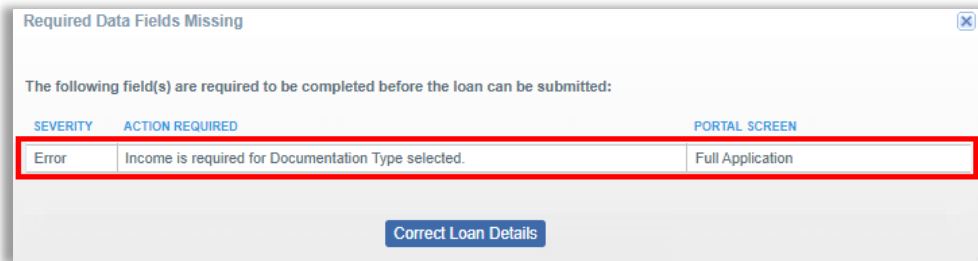 Required Data Fields Missing
The following field(s) are required to be completed before the loan can be submitted:
SEVERITY ACTION REQUIRED PORTAL SCREEN
Error Income is required for Documentation Type selected. Full Application
Correct Loan Details